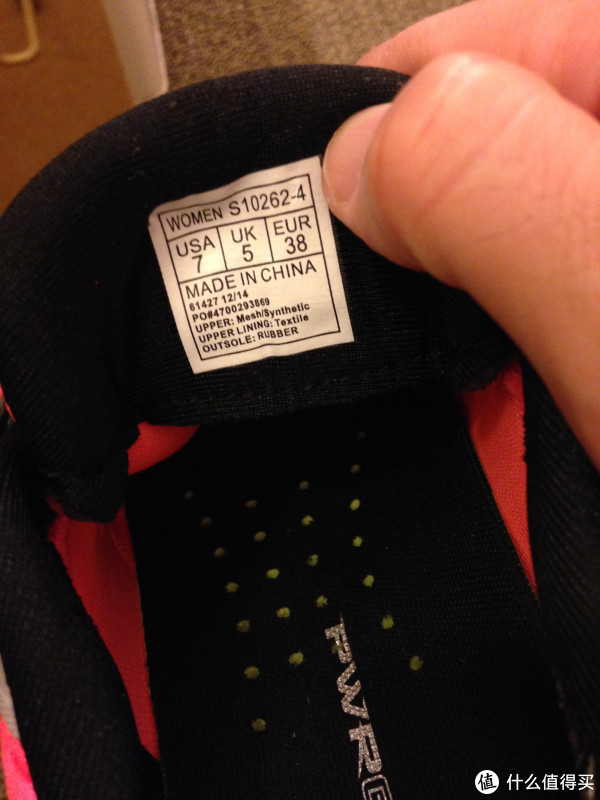 WOMEN S10262-4
USA UK EUR
7 5 38
MADE IN CHINA
61427 12/14
PO#4700293869
UPPER: Mesh/Synthetic
UPPER LINING: Textile
OUTSOLE: RUBBER
PWRG
值 什么值得买